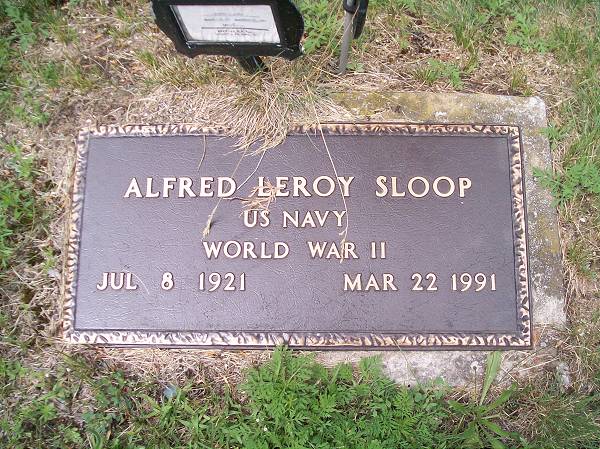 ALFRED LEROY SLOOP
US NAVY
WORLD WAR II
JUL 8 1921 MAR 22 1991